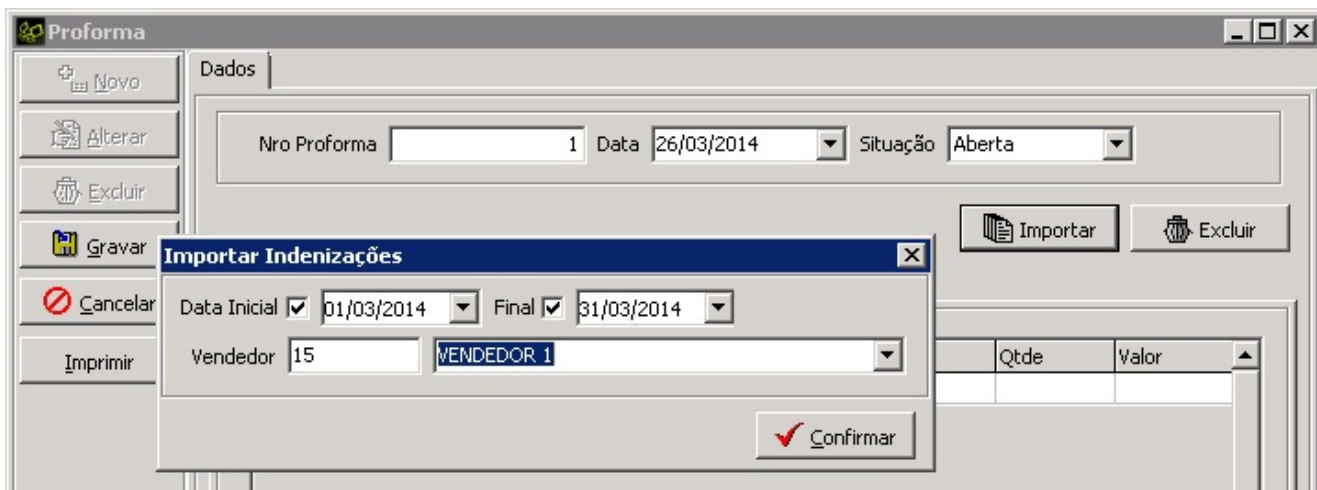 Proforma
Novo
Dados
Alterar
Nro Proforma 1 Data 26/03/2014 Situação Aberta
Excluir
Importar Excluir
Gravar
Importar Indenizações
Cancelar
Data Inicial 01/03/2014 Final 31/03/2014
Imprimir
Vendedor 15 VENDEDOR 1
Qtde Valor
Confirmar